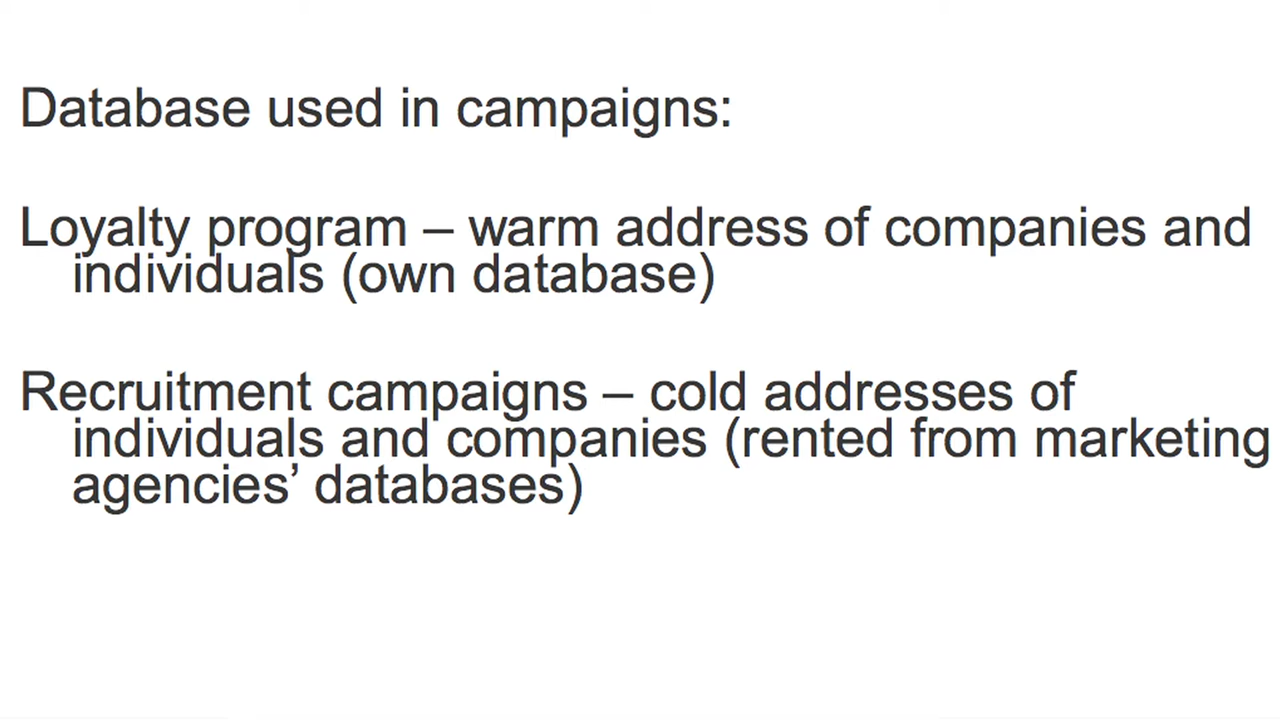 Database used in campaigns:
Loyalty program – warm address of companies and
individuals (own database)
Recruitment campaigns – cold addresses of
individuals and companies (rented from marketing
agencies’ databases)